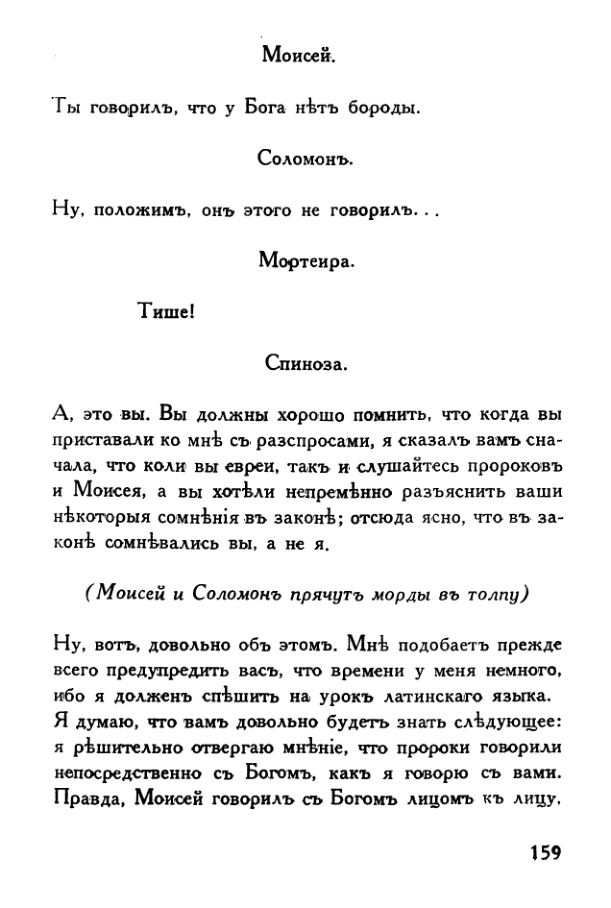 Моисей.
Ты говорилъ, что у Бога нѣтъ бороды.
Соломонъ.
Ну, положимъ, онъ этого не говорилъ. . .
Мортеира.
Тише!
Спиноза.
А, это вы. Вы должны хорошо помнить, что когда вы
приставали ко мнѣ съ разспросами, я сказалъ вамъ сна-
чала, что коли вы евреи, такъ и слушайтесь пророковъ
и Моисея, а вы хотѣли непремѣнно разъяснить ваши
нѣкоторыя сомнѣнія въ законѣ; отсюда ясно, что въ за-
конѣ сомнѣвались вы, а не я.
(Моисей и Соломонъ прячутъ морды въ толпу)
Ну, вотъ, довольно объ этомъ. Мнѣ подобаетъ прежде
всего предупредить васъ, что времени у меня немного,
ибо я долженъ спѣшить на урокъ латинскаго языка.
Я думаю, что вамъ довольно будетъ знать слѣдующее:
я рѣшительно отвергаю мнѣніе, что пророки говорили
непосредственно съ Богомъ, какъ я говорю съ вами.
Правда, Моисей говорилъ съ Богомъ лицомъ къ лицу,
159